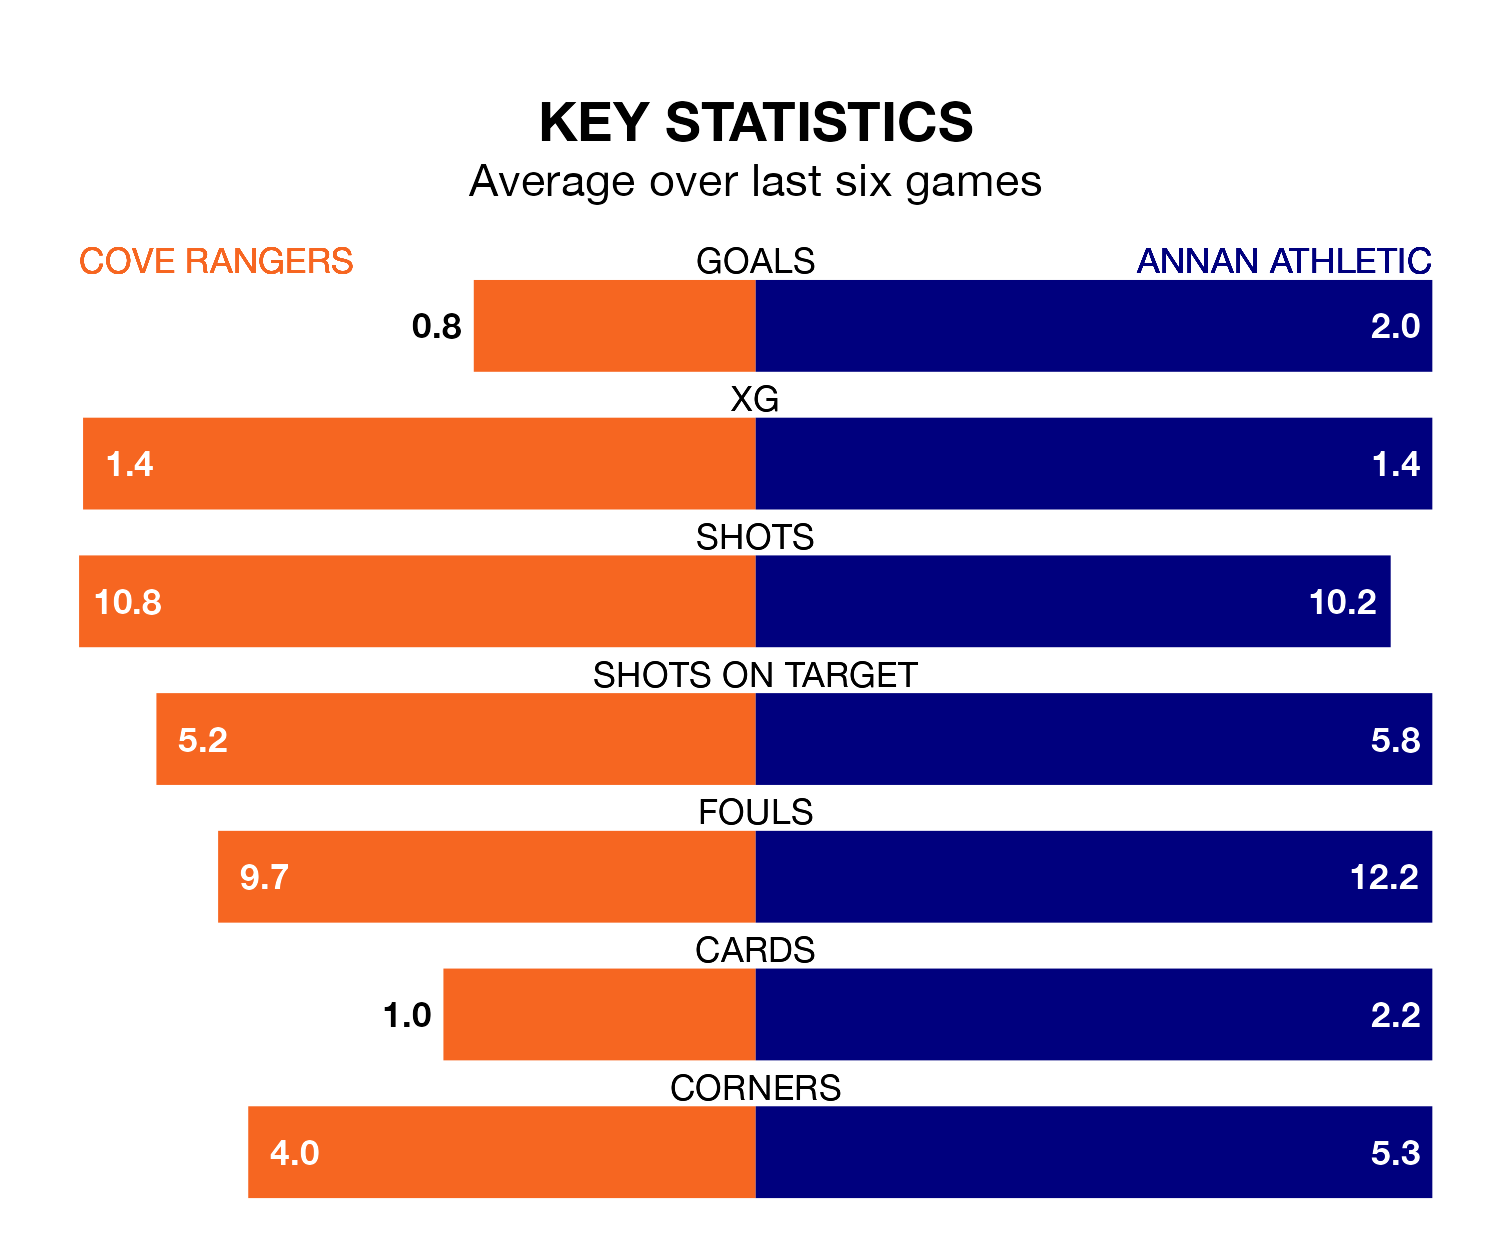 KEY STATISTICS
Average over last six games
COVE RANGERS GOALS ANNAN ATHLETIC
0.8 2.0
XG
1.4 1.4
SHOTS
10.8 10.2
SHOTS ON TARGET
5.2 5.8
FOULS
9.7 12.2
CARDS
1.0 2.2
CORNERS
4.0 5.3